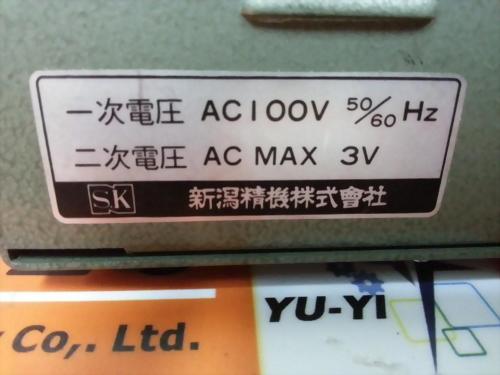 一次電圧 AC100V 50/60 Hz
二次電圧 AC MAX 3V
SK 新潟精機株式會社
YU-YI
Co,. Ltd.